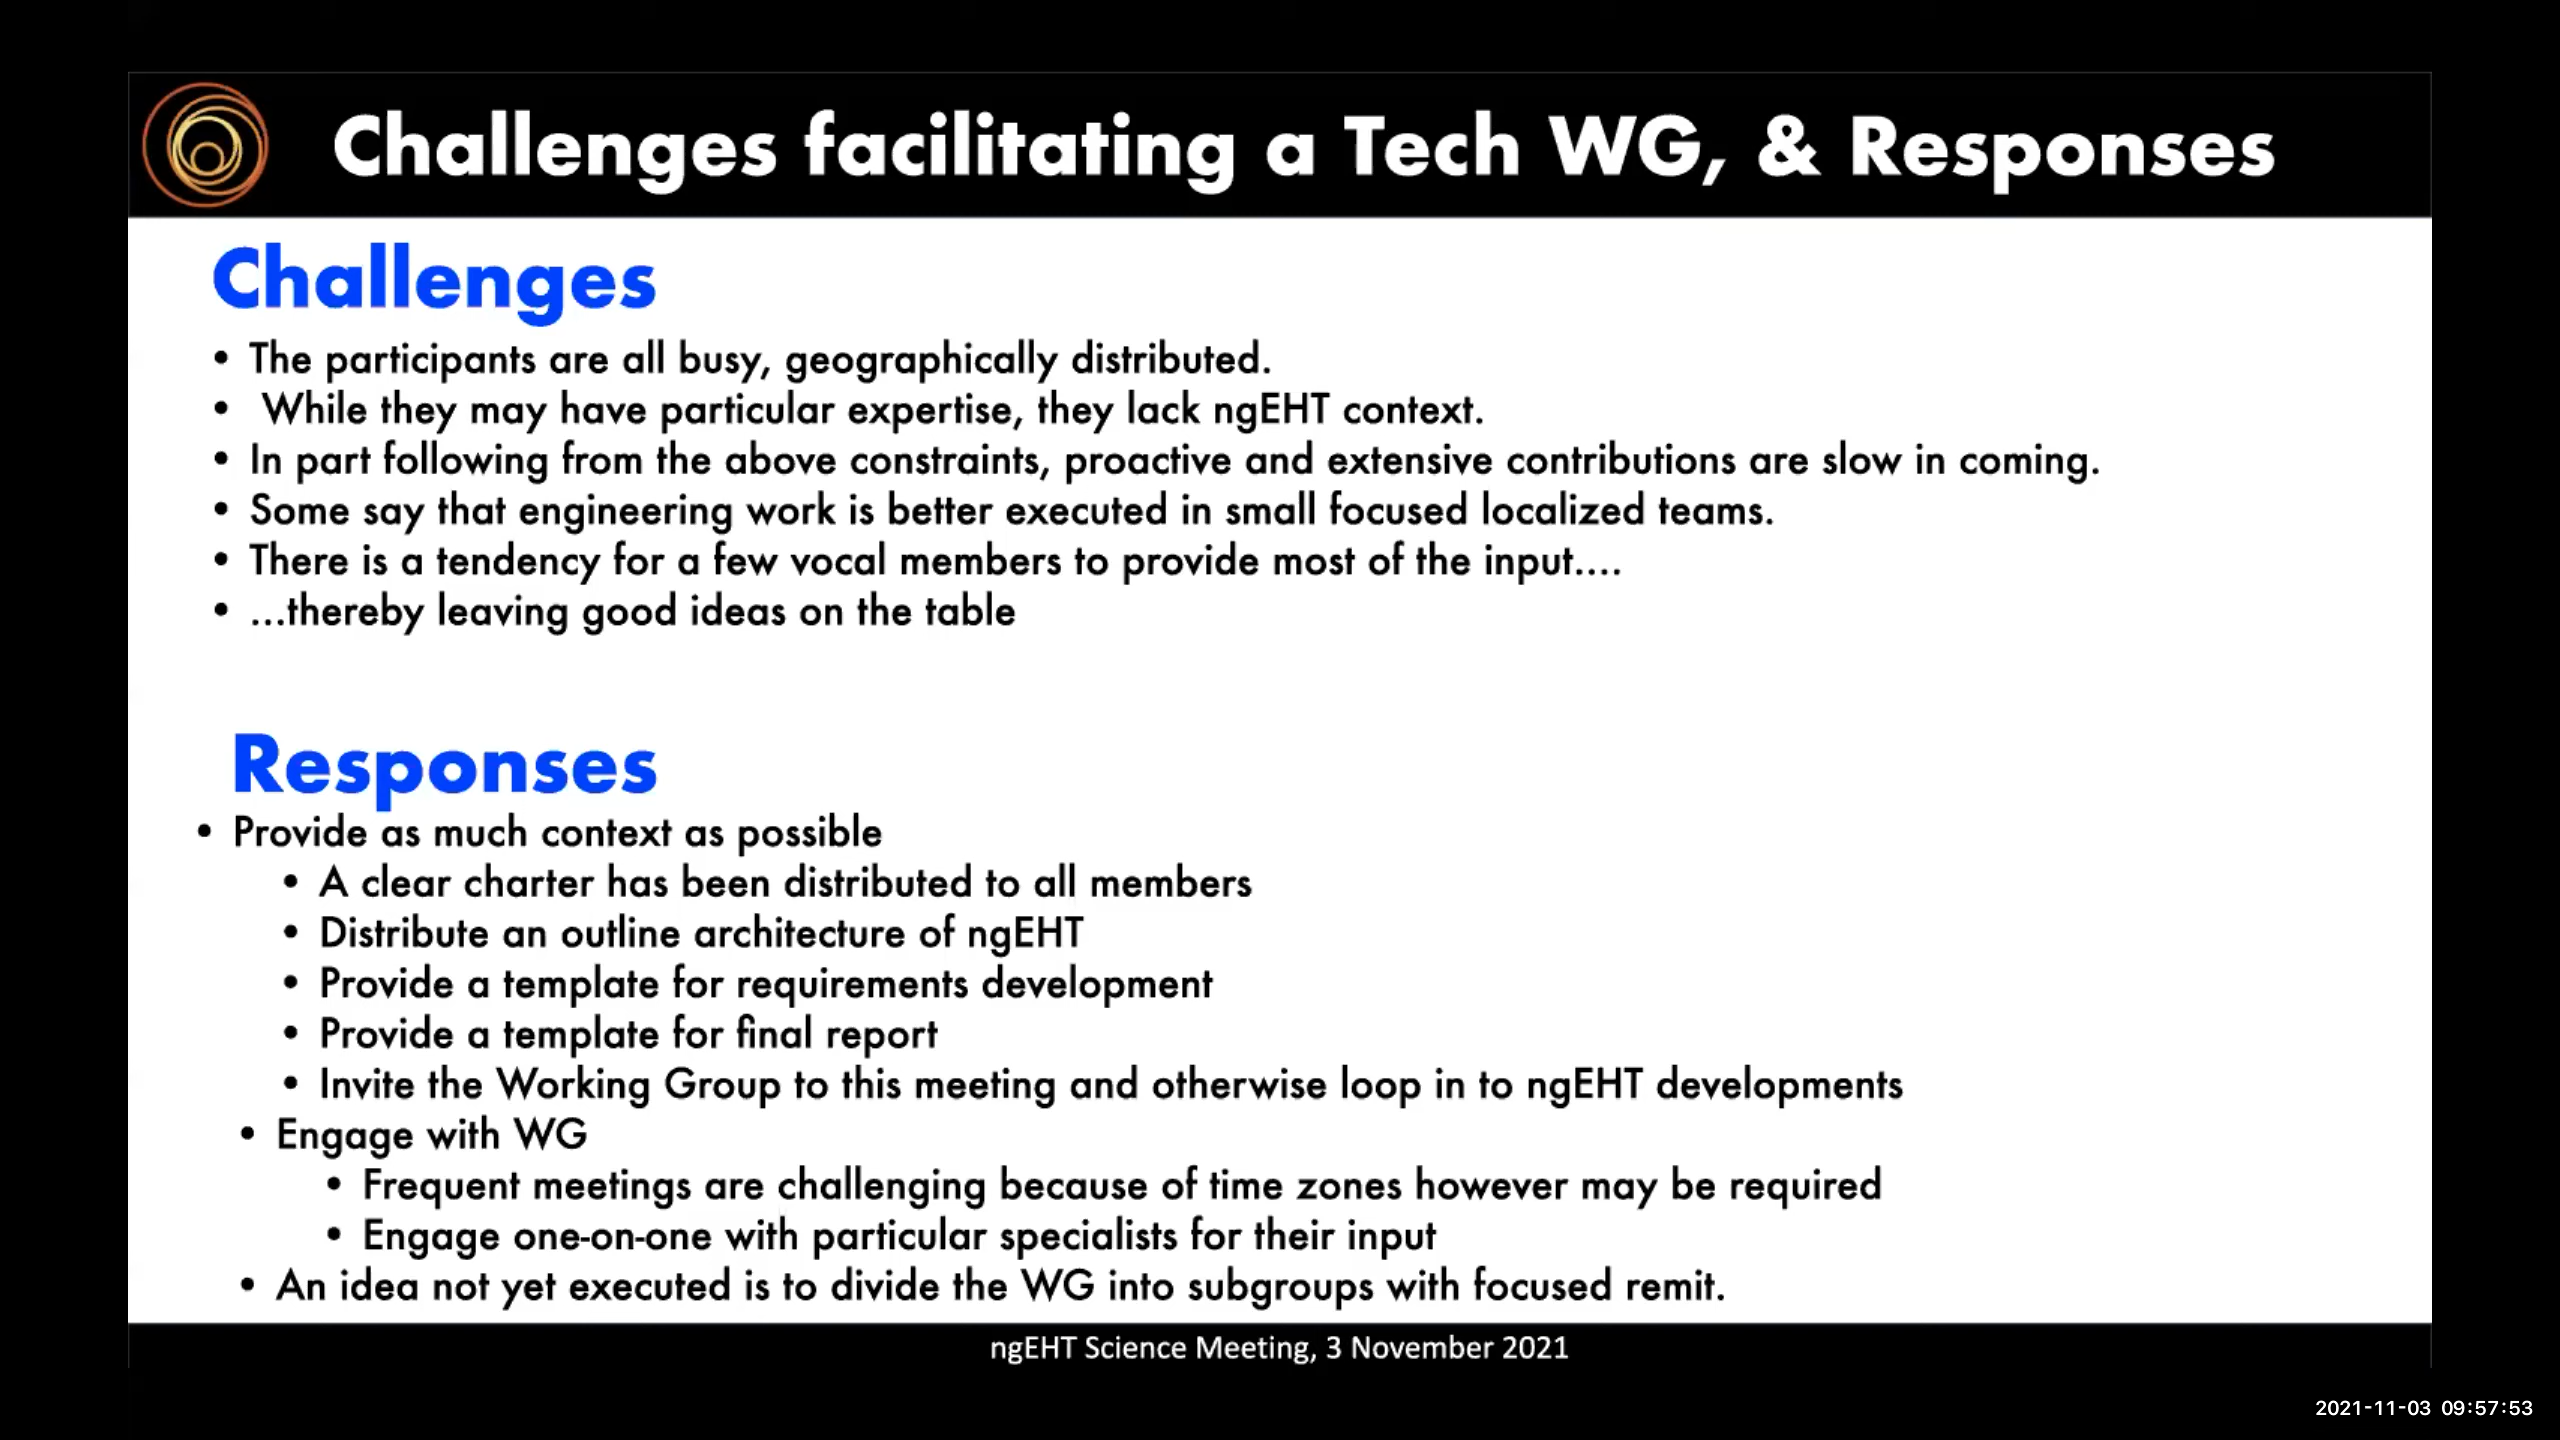 Challenges facilitating a Tech WG, & Responses
Challenges
• The participants are all busy, geographically distributed.
• While they may have particular expertise, they lack ngEHT context.
• In part following from the above constraints, proactive and extensive contributions are slow in coming.
• Some say that engineering work is better executed in small focused localized teams.
• There is a tendency for a few vocal members to provide most of the input....
• ...thereby leaving good ideas on the table
Responses
• Provide as much context as possible
• A clear charter has been distributed to all members
• Distribute an outline architecture of ngEHT
• Provide a template for requirements development
• Provide a template for final report
• Invite the Working Group to this meeting and otherwise loop in to ngEHT developments
• Engage with WG
• Frequent meetings are challenging because of time zones however may be required
• Engage one-on-one with particular specialists for their input
• An idea not yet executed is to divide the WG into subgroups with focused remit.
ngEHT Science Meeting, 3 November 2021
2021-11-03 09:57:53